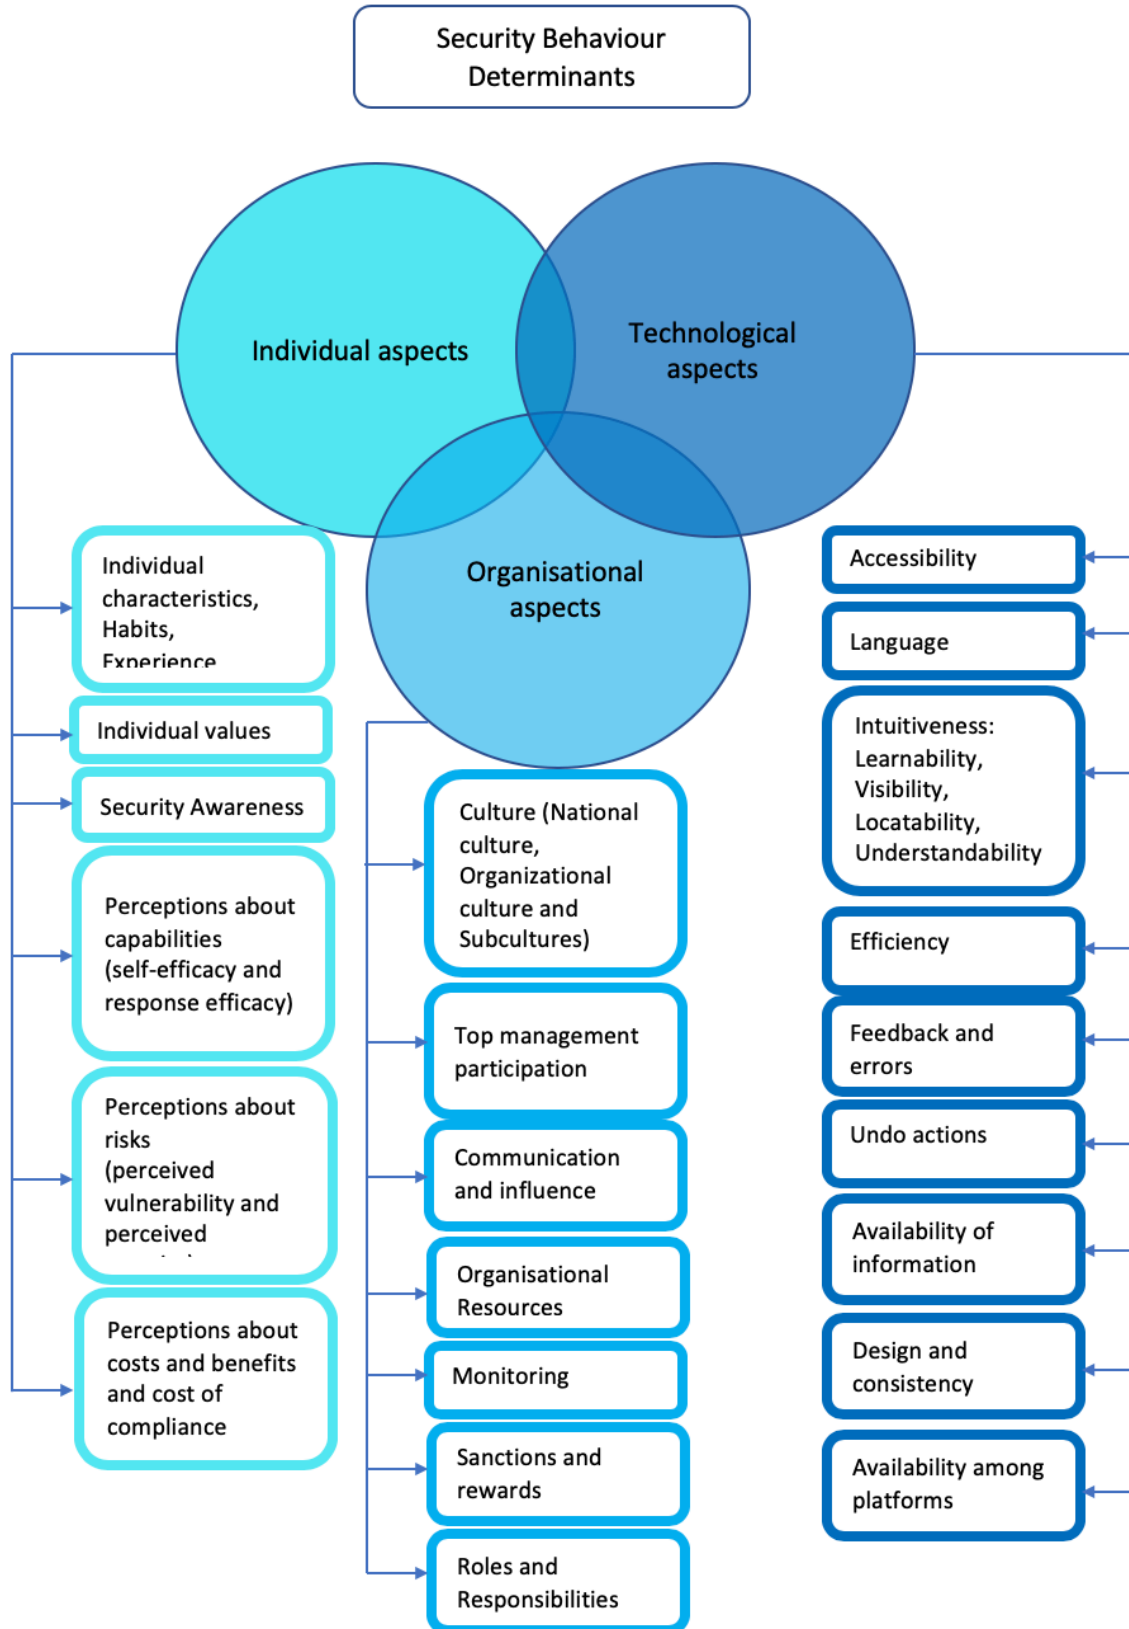 Security Behaviour
Determinants
Individual aspects
Technological
aspects
Organisational
aspects
Individual
characteristics,
Habits,
Experience
Individual values
Security Awareness
Perceptions about
capabilities
(self-efficacy and
response efficacy)
Perceptions about
risks
(perceived
vulnerability and
perceived
Perceptions about
costs and benefits
and cost of
compliance
Culture (National
culture,
Organizational
culture and
Subcultures)
Top management
participation
Communication
and influence
Organisational
Resources
Monitoring
Sanctions and
rewards
Roles and
Responsibilities
Accessibility
Language
Intuitiveness:
Learnability,
Visibility,
Locatability,
Understandability
Efficiency
Feedback and
errors
Undo actions
Availability of
information
Design and
consistency
Availability among
platforms